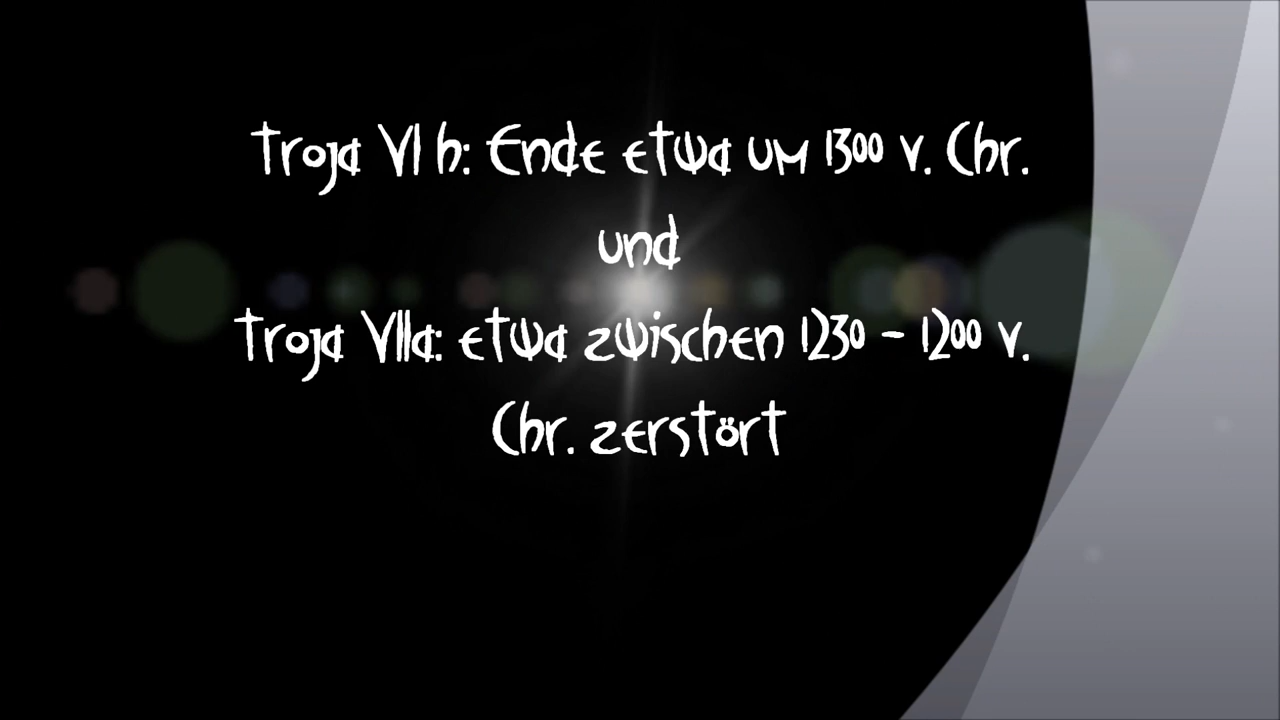 Troja VI h: Ende etwa um 1300 v. Chr.
und
Troja VIIa: etwa zwischen 1230 - 1200 v.
Chr. zerstört